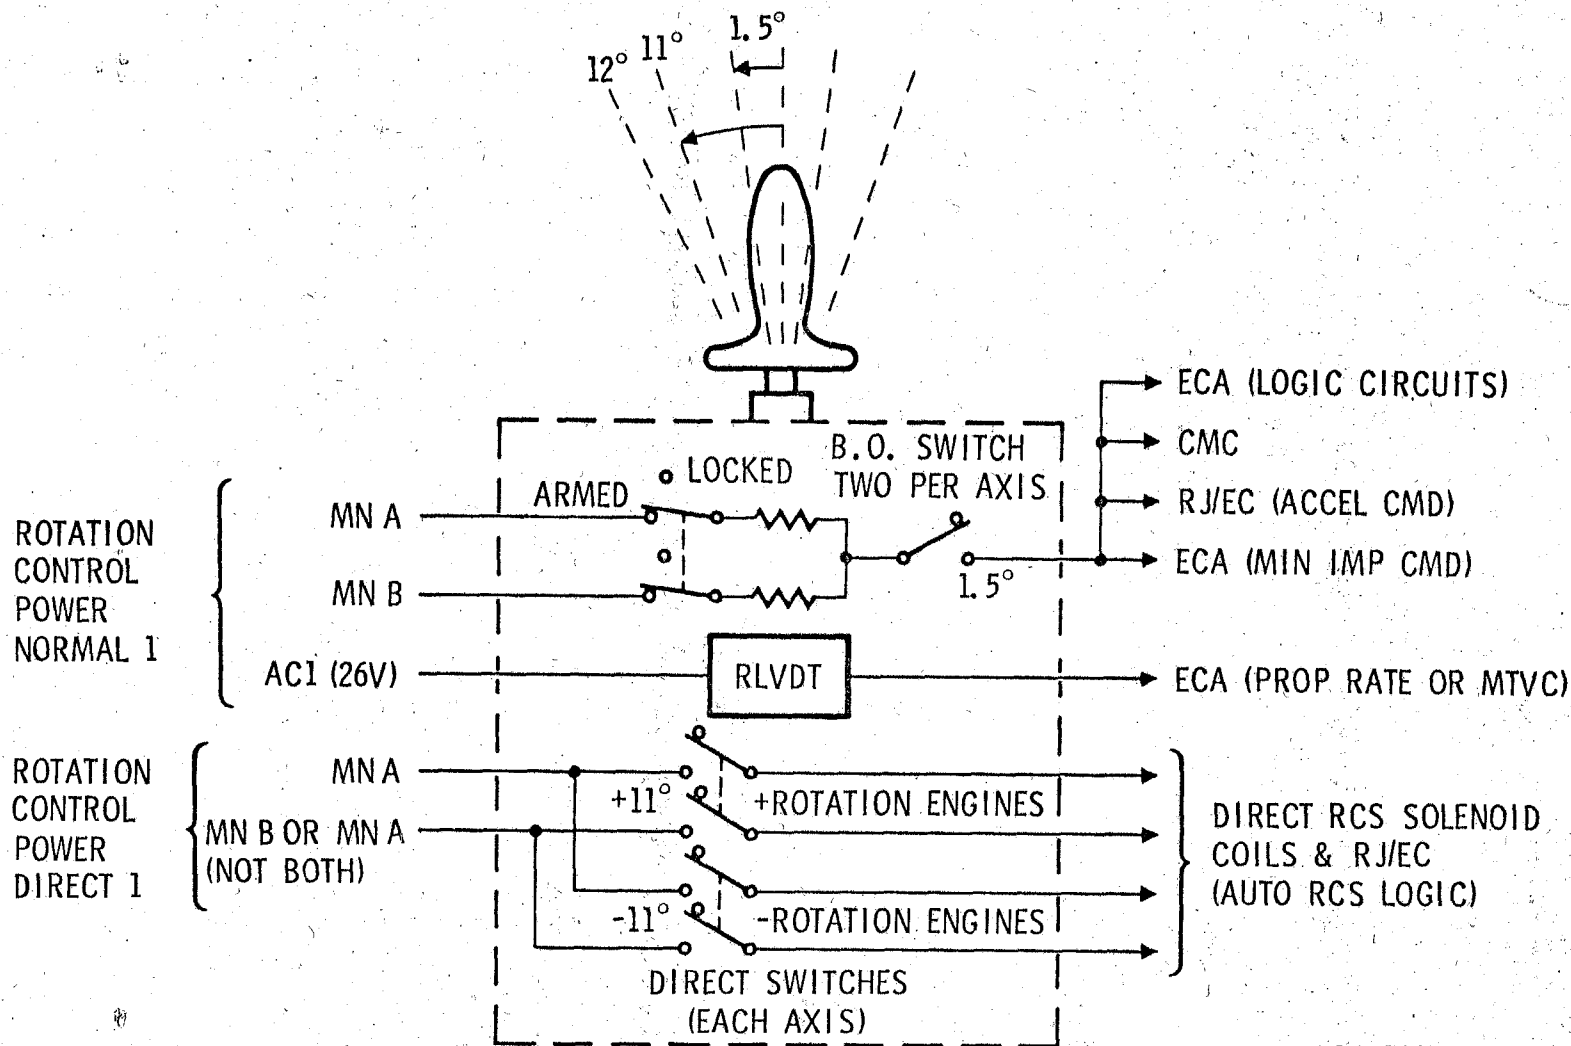 1.5°
11°
12°
ECA (LOGIC CIRCUITS)
CMC
RJ/EC (ACCEL CMD)
ECA (MIN IMP CMD)
B.O. SWITCH
TWO PER AXIS
LOCKED
ARMED
1.5°
ROTATION
CONTROL
POWER
NORMAL 1
MN A
MN B
AC1 (26V)
RLVDT
ECA (PROP RATE OR MTVC)
ROTATION
CONTROL
POWER
DIRECT 1
MN A
MN B OR MN A
(NOT BOTH)
+11°
+ROTATION ENGINES
-11°
-ROTATION ENGINES
DIRECT SWITCHES
(EACH AXIS)
DIRECT RCS SOLENOID
COILS & RJ/EC
(AUTO RCS LOGIC)